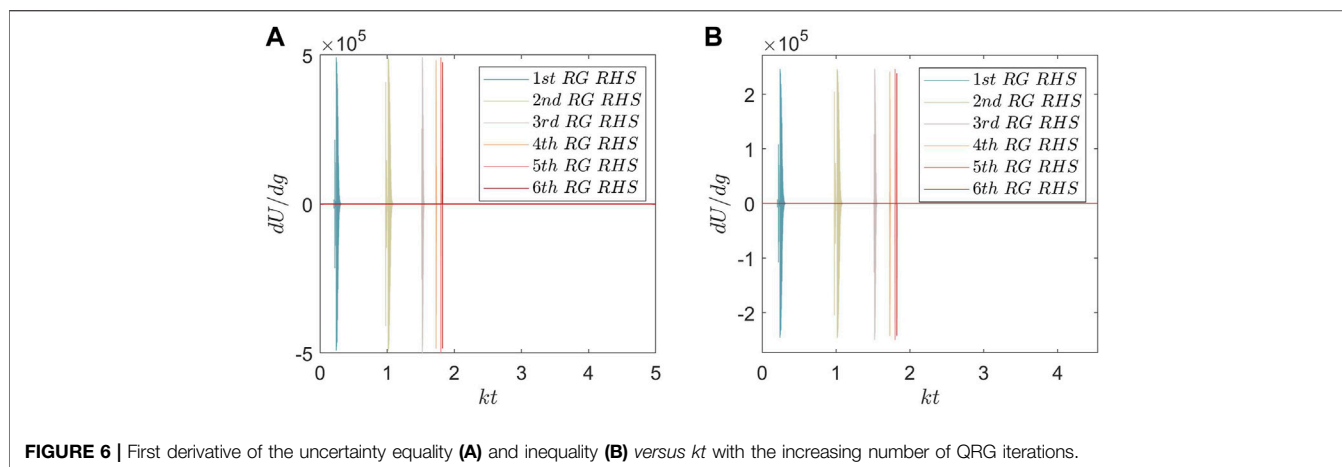 A
×10⁵
5
0
-5
dU/dg
0 1 2 3 4 5
kt
1st RG RHS
2nd RG RHS
3rd RG RHS
4th RG RHS
5th RG RHS
6th RG RHS
B
×10⁵
2
1
0
-1
-2
dU/dg
0 1 2 3 4
kt
1st RG RHS
2nd RG RHS
3rd RG RHS
4th RG RHS
5th RG RHS
6th RG RHS
FIGURE 6 | First derivative of the uncertainty equality (A) and inequality (B) versus kt with the increasing number of QRG iterations.